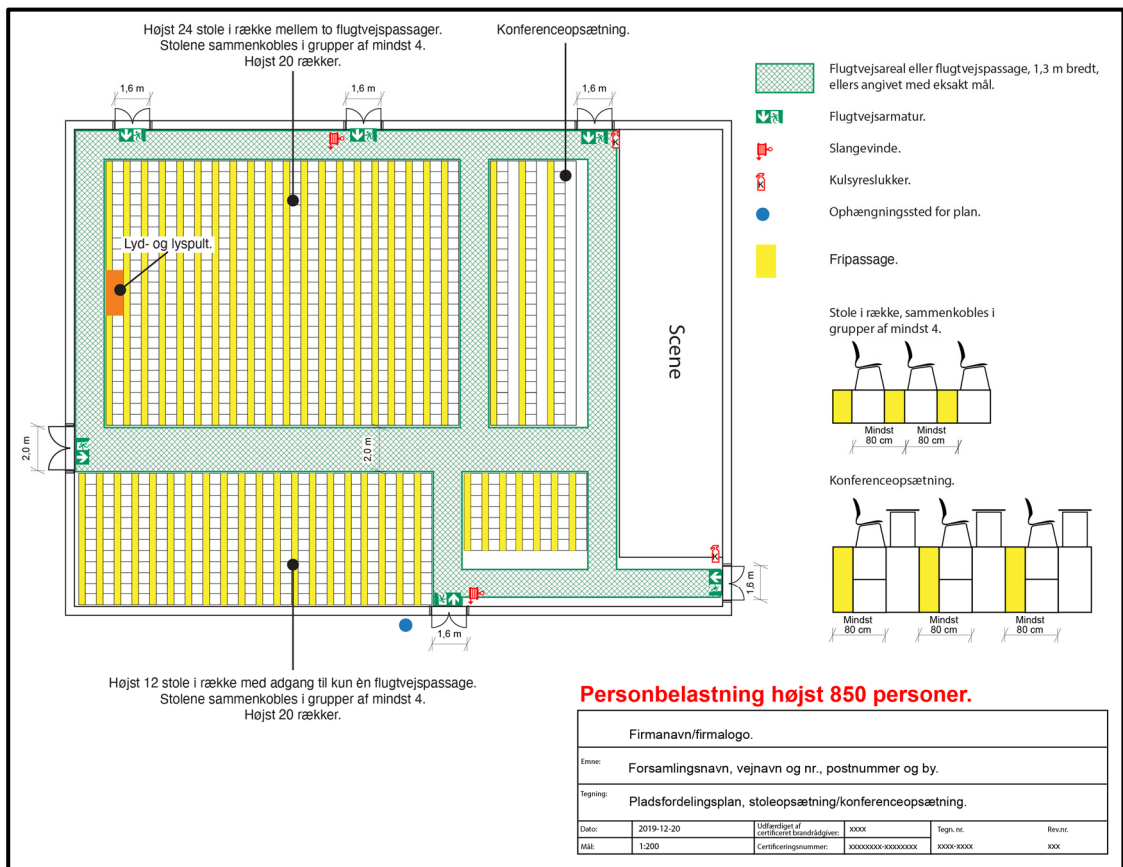 Højst 24 stole i række mellem to flugtvejspassager.
Stolene sammenkobles i grupper af mindst 4.
Højst 20 rækker.
Konferenceopsætning.
1,6 m
1,6 m
1,6 m
Lyd- og lyspult.
Scene
2,0 m
2,0 m
1,6 m
1,6 m
K
K
Højst 12 stole i række med adgang til kun èn flugtvejspassage.
Stolene sammenkobles i grupper af mindst 4.
Højst 20 rækker.
Flugtvejsareal eller flugtvejspassage, 1,3 m bredt,
ellers angivet med eksakt mål.
Flugtvejsarmatur.
Slangevinde.
K
Kulsyreslukker.
Ophængningssted for plan.
Fripassage.
Stole i række, sammenkobles i
grupper af mindst 4.
Mindst
80 cm
Mindst
80 cm
Konferenceopsætning.
Mindst
80 cm
Mindst
80 cm
Mindst
80 cm
Personbelastning højst 850 personer.
Firmanavn/firmalogo.
Emne:
Forsamlingsnavn, vejnavn og nr., postnummer og by.
Tegning:
Pladsfordelingsplan, stoleopsætning/konferenceopsætning.
Dato: 2019-12-20 Udfærdiget af certificeret brandrådgiver: xxxx Tegn. nr. Rev.nr.
Mål: 1:200 Certificeringsnummer: xxxxxxxx-xxxxxxxx xxxx-xxxx xxx